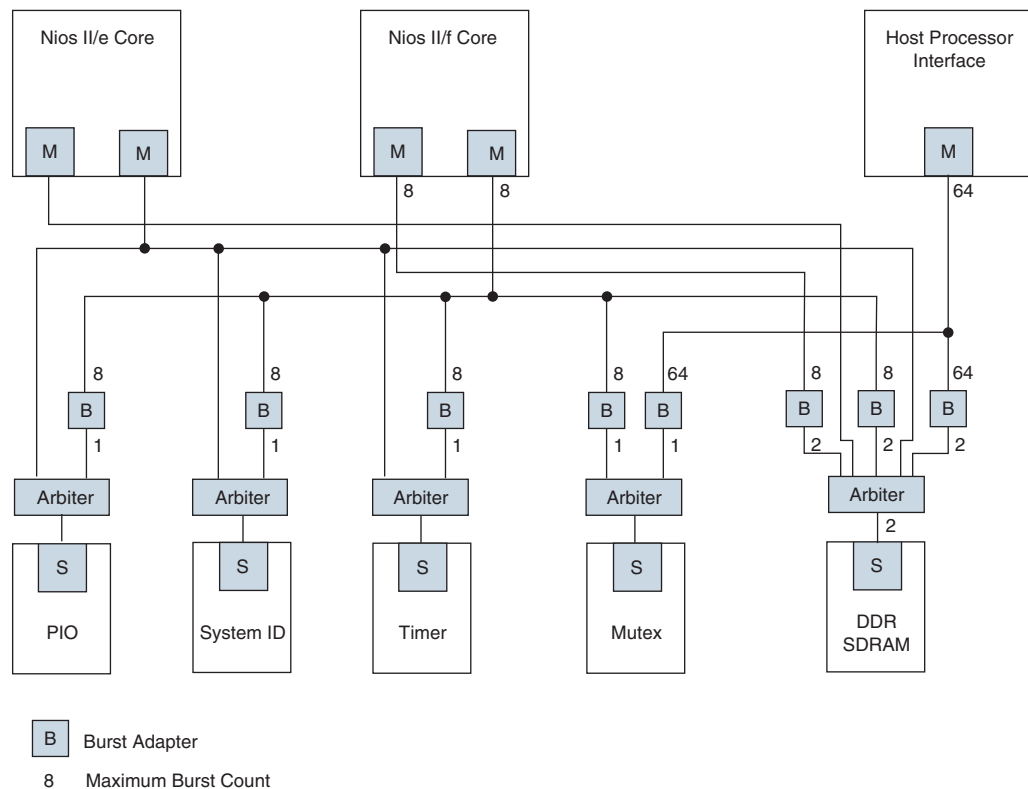 Nios II/e Core
Nios II/f Core
Host Processor
Interface
M
M
M
M
M
8
8
64
8
8
8
8
64
8
8
64
B
B
B
B
B
B
B
B
1
1
1
1
1
2
2
2
Arbiter
Arbiter
Arbiter
Arbiter
Arbiter
2
S
S
S
S
S
PIO
System ID
Timer
Mutex
DDR
SDRAM
B
Burst Adapter
8
Maximum Burst Count